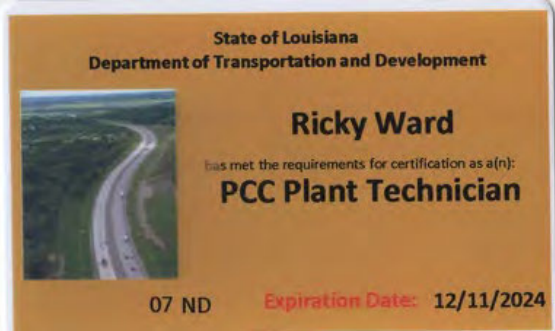 State of Louisiana
Department of Transportation and Development
Ricky Ward
has met the requirements for certification as a(n):
PCC Plant Technician
07 ND Expiration Date: 12/11/2024